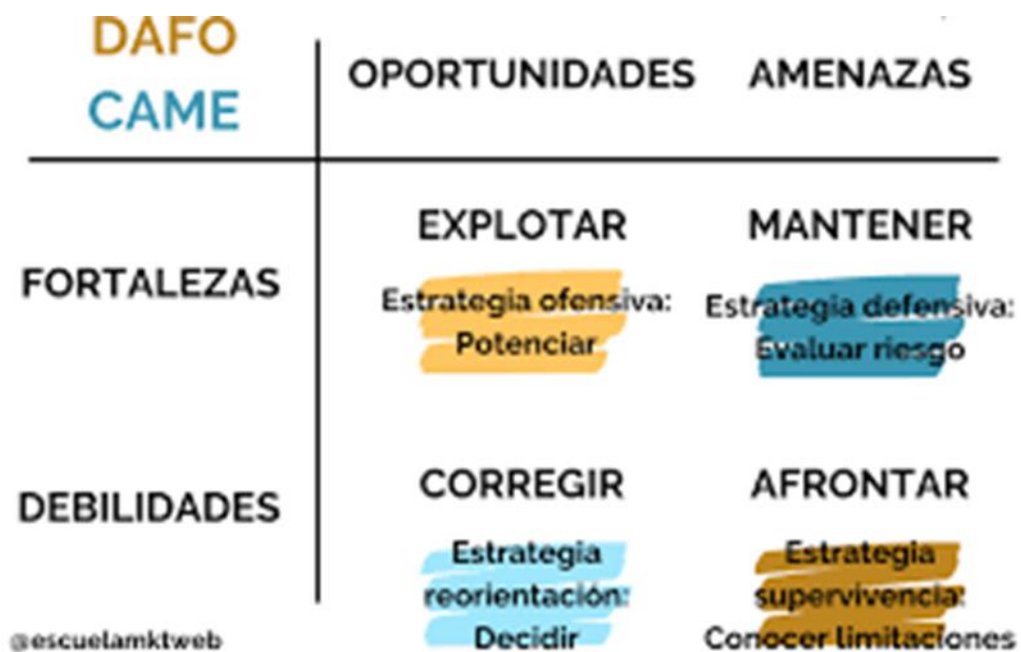 DAFO
CAME
OPORTUNIDADES
AMENAZAS
FORTALEZAS
EXPLOTAR
Estrategia ofensiva:
Potenciar
MANTENER
Estrategia defensiva:
Evaluar riesgo
DEBILIDADES
CORREGIR
Estrategia
reorientación:
Decidir
AFRONTAR
Estrategia
supervivencia:
Conocer limitaciones
@escuelamktweb